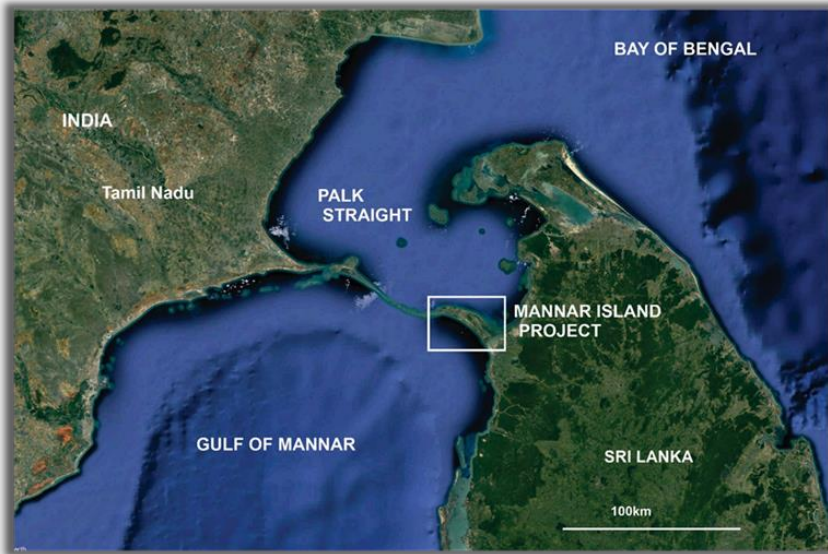 BAY OF BENGAL
INDIA
Tamil Nadu
PALK
STRAIGHT
MANNAR ISLAND
PROJECT
GULF OF MANNAR
SRI LANKA
100km